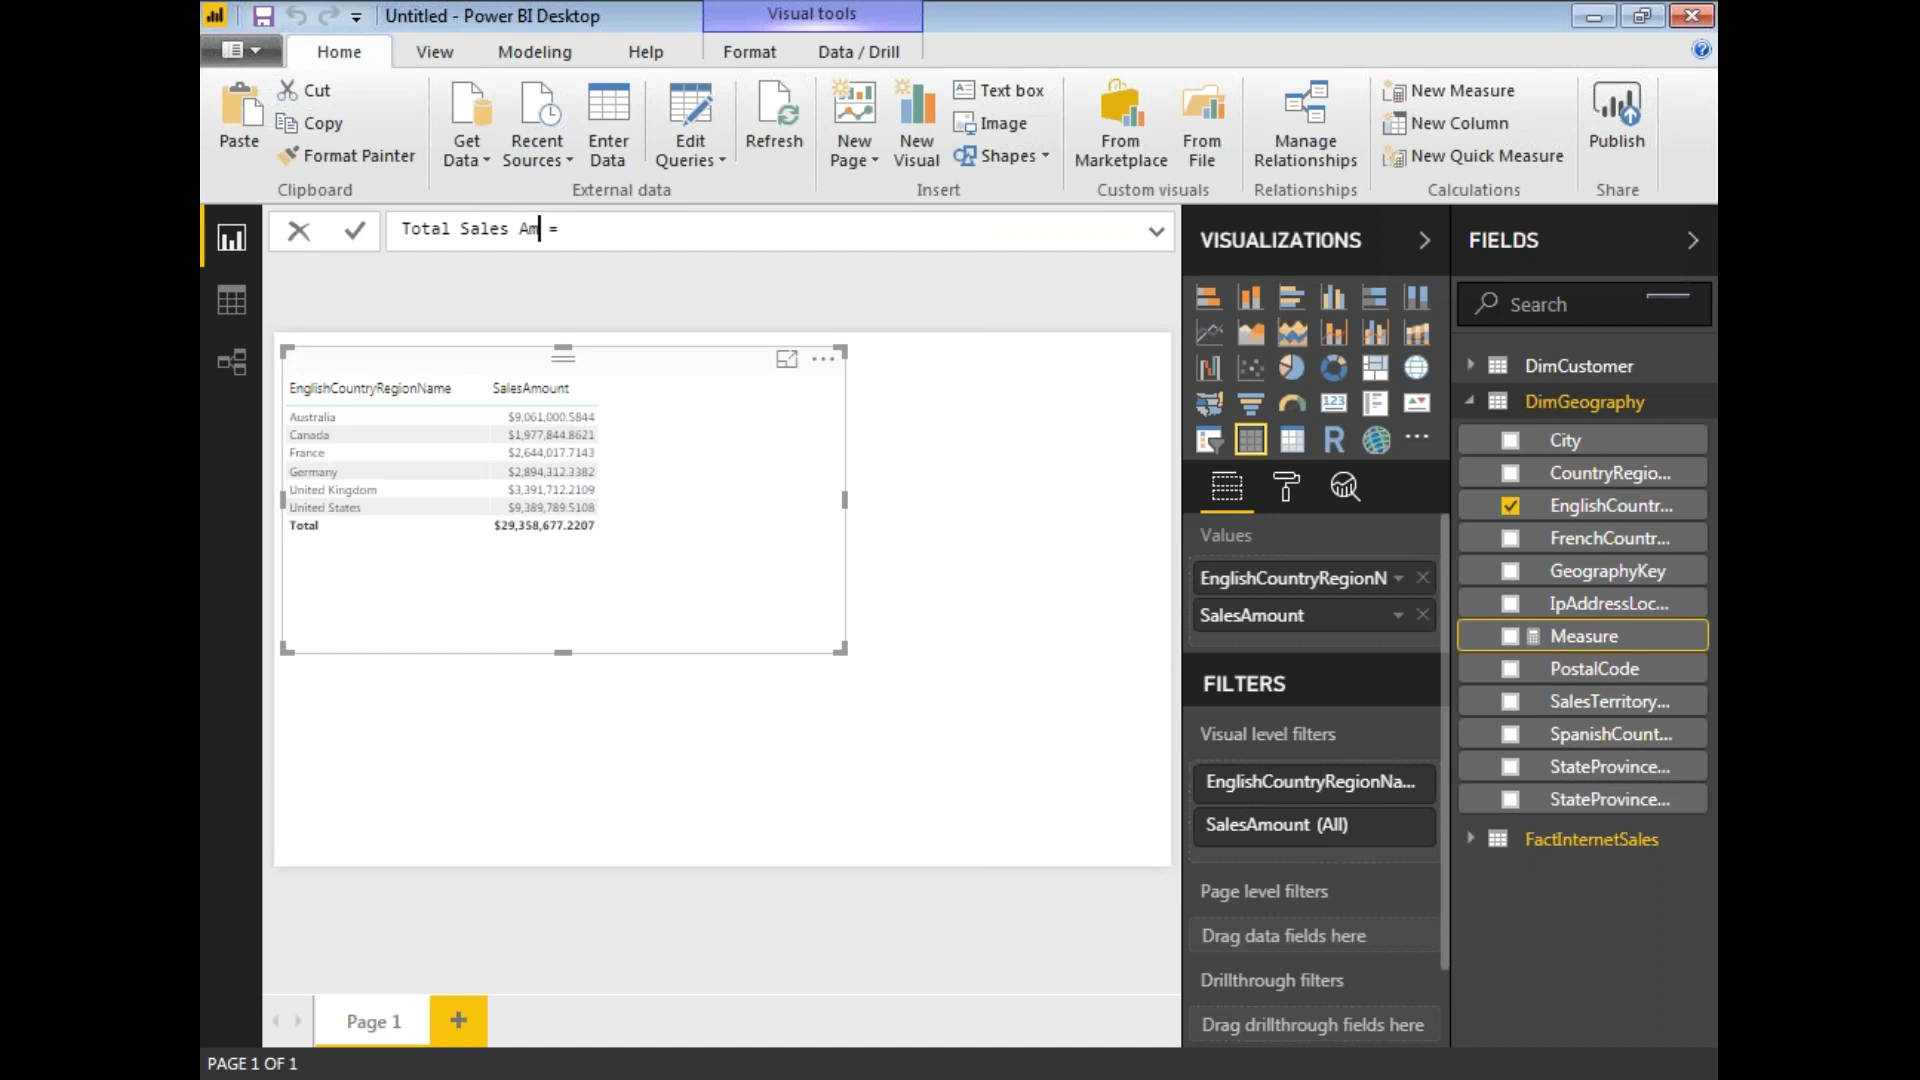 Untitled - Power BI Desktop
Visual tools
Home
View
Modeling
Help
Format
Data / Drill
Paste
Cut
Copy
Format Painter
Clipboard
Get Data
Recent Sources
Enter Data
Edit Queries
Refresh
External data
New Page
New Visual
Text box
Image
Shapes
Insert
From Marketplace
From File
Custom visuals
Manage Relationships
Relationships
New Measure
New Column
New Quick Measure
Calculations
Publish
Share
Total Sales Am =
EnglishCountryRegionName SalesAmount
Australia $9,061,000.5844
Canada $1,977,844.8621
France $2,644,017.7143
Germany $2,894,312.3382
United Kingdom $3,391,712.2109
United States $9,389,789.5108
Total $29,358,677.2207
VISUALIZATIONS
123
R
Values
EnglishCountryRegionN
SalesAmount
FILTERS
Visual level filters
EnglishCountryRegionNa...
SalesAmount (All)
Page level filters
Drag data fields here
Drillthrough filters
Drag drillthrough fields here
FIELDS
Search
DimCustomer
DimGeography
City
CountryRegio...
EnglishCountr...
FrenchCountr...
GeographyKey
IpAddressLoc...
Measure
PostalCode
SalesTerritory...
SpanishCount...
StateProvince...
StateProvince...
FactInternetSales
Page 1
PAGE 1 OF 1